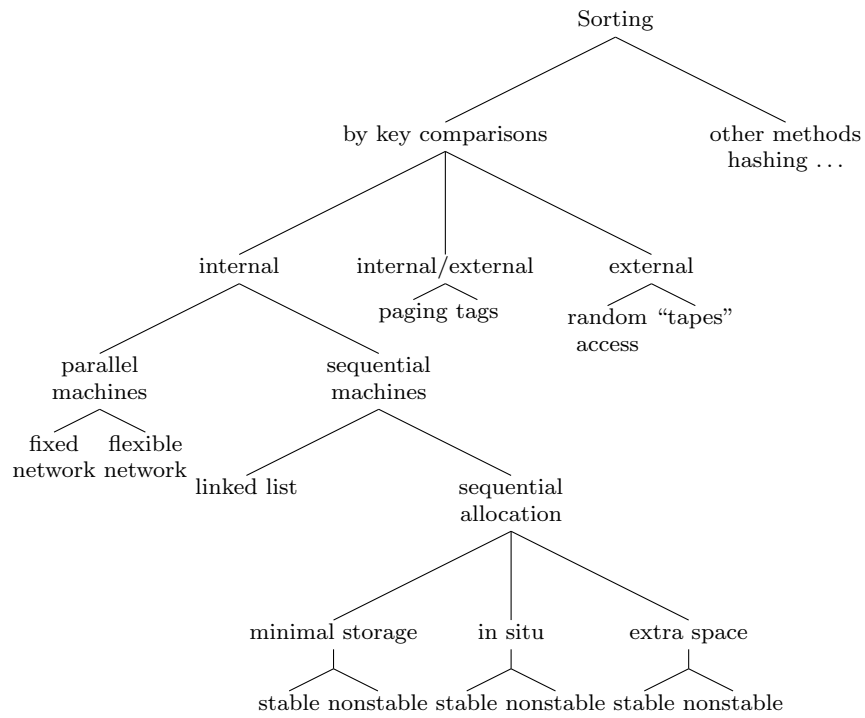 Sorting
by key comparisons
other methods
hashing …
internal
internal/external
external
paging tags
random “tapes”
access
parallel
machines
sequential
machines
fixed
network
flexible
network
linked list
sequential
allocation
minimal storage
in situ
extra space
stable nonstable stable nonstable stable nonstable